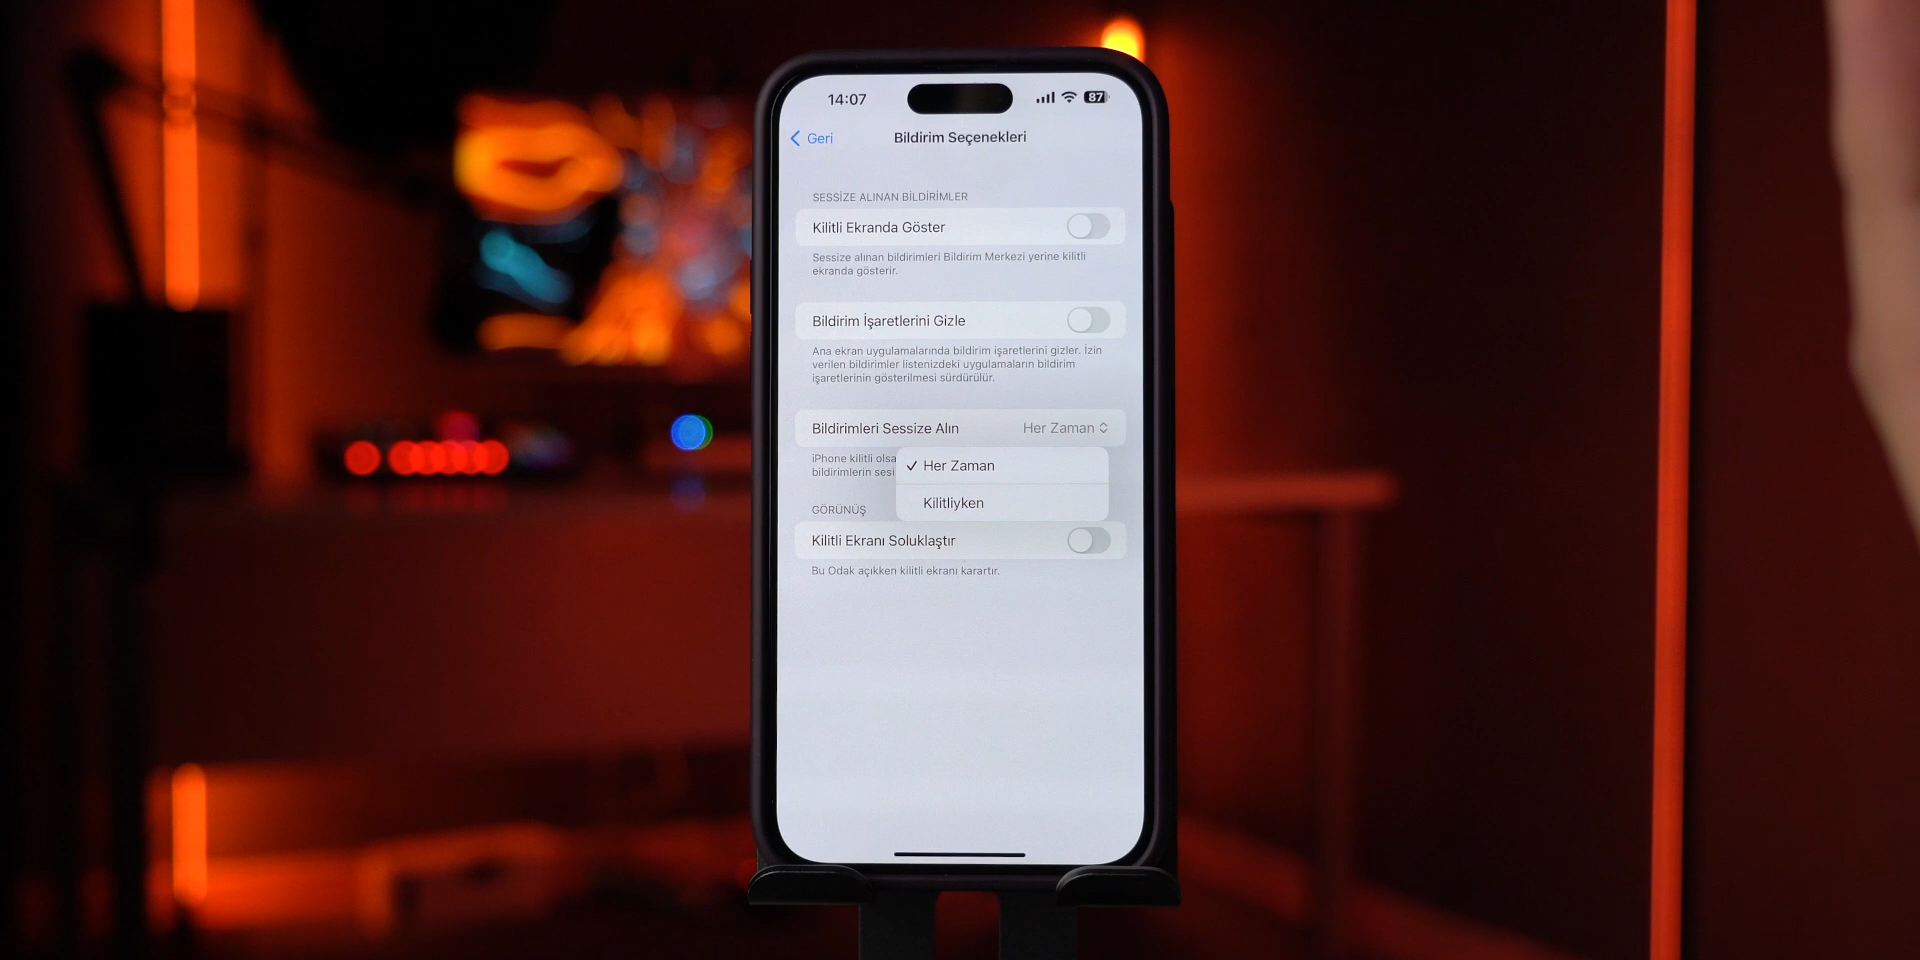 14:07
87
Geri
Bildirim Seçenekleri
SESSİZE ALINAN BİLDİRİMLER
Kilitli Ekranda Göster
Sessize alınan bildirimleri Bildirim Merkezi yerine kilitli
ekranda gösterir.
Bildirim İşaretlerini Gizle
Ana ekran uygulamalarında bildirim işaretlerini gizler. İzin
verilen bildirimler listenizdeki uygulamaların bildirim
işaretlerinin gösterilmesi sürdürülür.
Bildirimleri Sessize Alın
Her Zaman
iPhone kilitli olsa
bildirimlerin sesi
Her Zaman
Kilitliyken
GÖRÜNÜŞ
Kilitli Ekranı Soluklaştır
Bu Odak açıkken kilitli ekranı karartır.